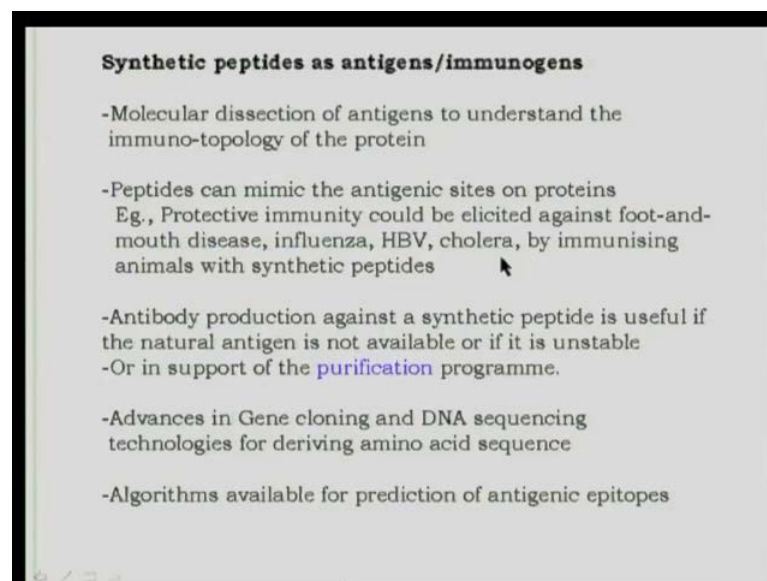 Synthetic peptides as antigens/immunogens
-Molecular dissection of antigens to understand the
immuno-topology of the protein
-Peptides can mimic the antigenic sites on proteins
Eg., Protective immunity could be elicited against foot-and-
mouth disease, influenza, HBV, cholera, by immunising
animals with synthetic peptides
-Antibody production against a synthetic peptide is useful if
the natural antigen is not available or if it is unstable
-Or in support of the purification programme.
-Advances in Gene cloning and DNA sequencing
technologies for deriving amino acid sequence
-Algorithms available for prediction of antigenic epitopes